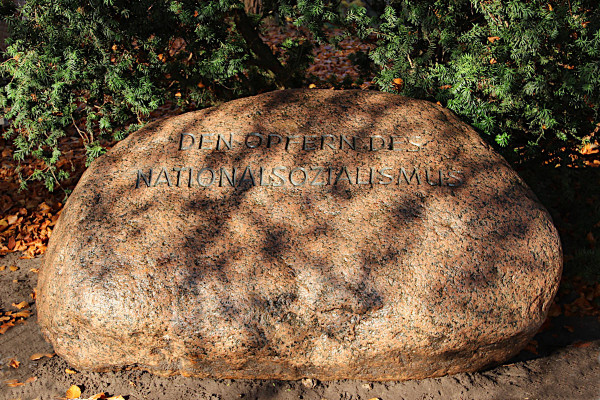 DEN OPFERN DES
NATIONALSOZIALISMUS